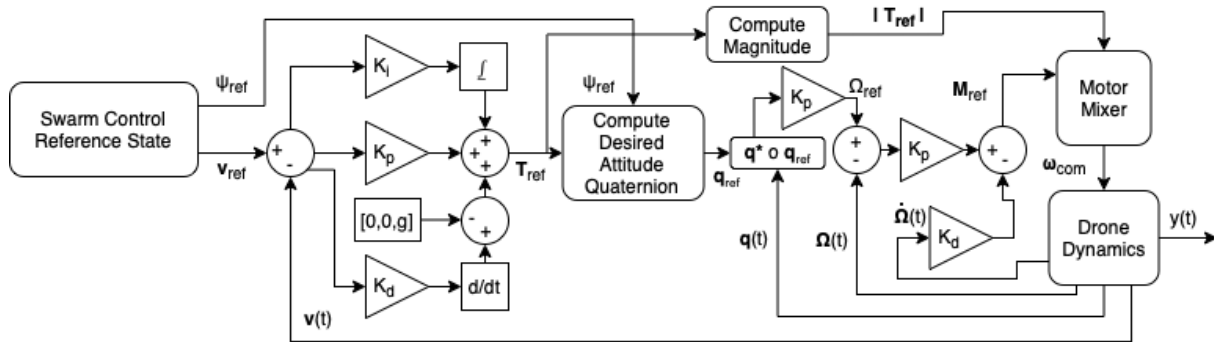 Swarm Control
Reference State
ψref
vref
+
-
Ki
∫
Kp
+
+
+
[0,0,g]
-
+
Kd
d/dt
v(t)
Tref
Compute
Magnitude
| Tref |
ψref
Compute
Desired
Attitude
Quaternion
qref
q* o qref
Kp
Ωref
+
-
Kp
Mref
+
-
Kd
Ω̇(t)
q(t)
Ω(t)
Motor
Mixer
ωcom
Drone
Dynamics
y(t)